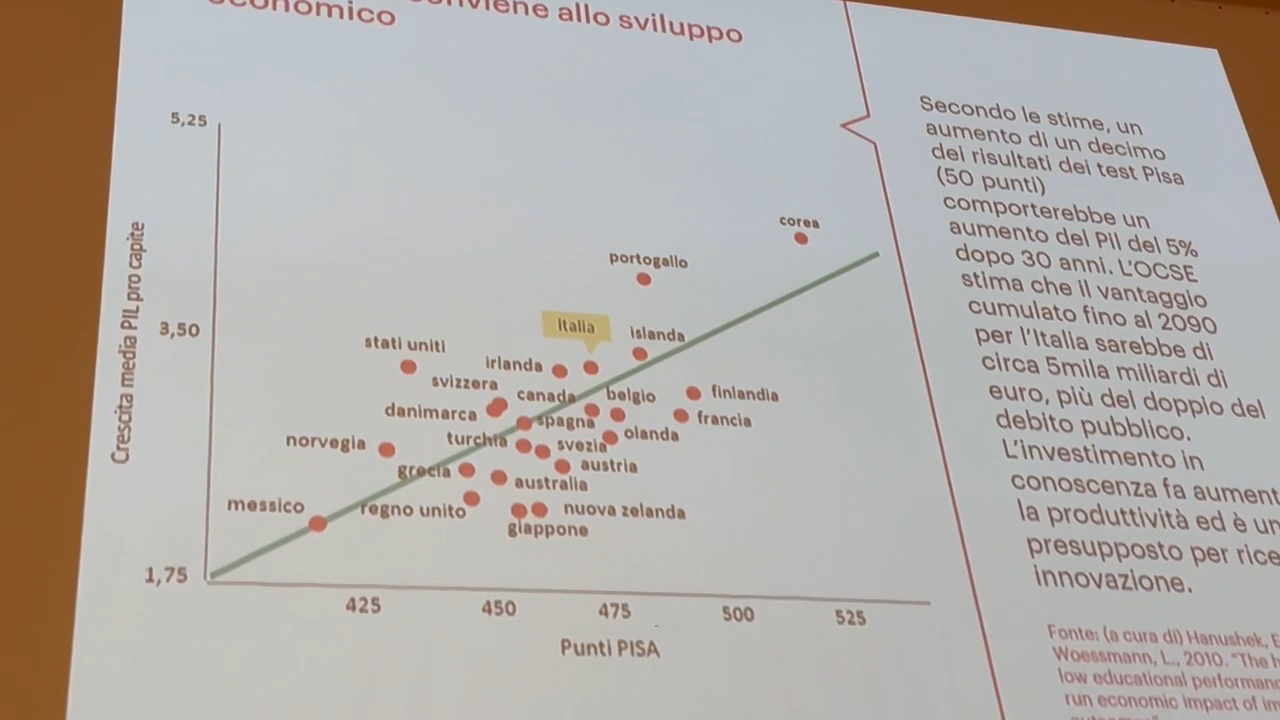 conviene allo sviluppo
economico
5,25
3,50
1,75
Crescita media PIL pro capite
corea
portogallo
Italia
islanda
stati uniti
irlanda
svizzera
canada
belgio
finlandia
danimarca
spagna
francia
olanda
norvegia
turchia
svezia
austria
grecia
australia
messico
regno unito
nuova zelanda
giappone
425
450
475
500
525
Punti PISA
Secondo le stime, un
aumento di un decimo
dei risultati dei test Pisa
(50 punti)
comporterebbe un
aumento del Pil del 5%
dopo 30 anni. L'OCSE
stima che il vantaggio
cumulato fino al 2090
per l'Italia sarebbe di
circa 5mila miliardi di
euro, più del doppio del
debito pubblico.
L'investimento in
conoscenza fa aument
la produttività ed è un
presupposto per rice
innovazione.
Fonte: (a cura di) Hanushek, E
Woessmann, L., 2010. "The h
low educational performanc
run economic impact of im